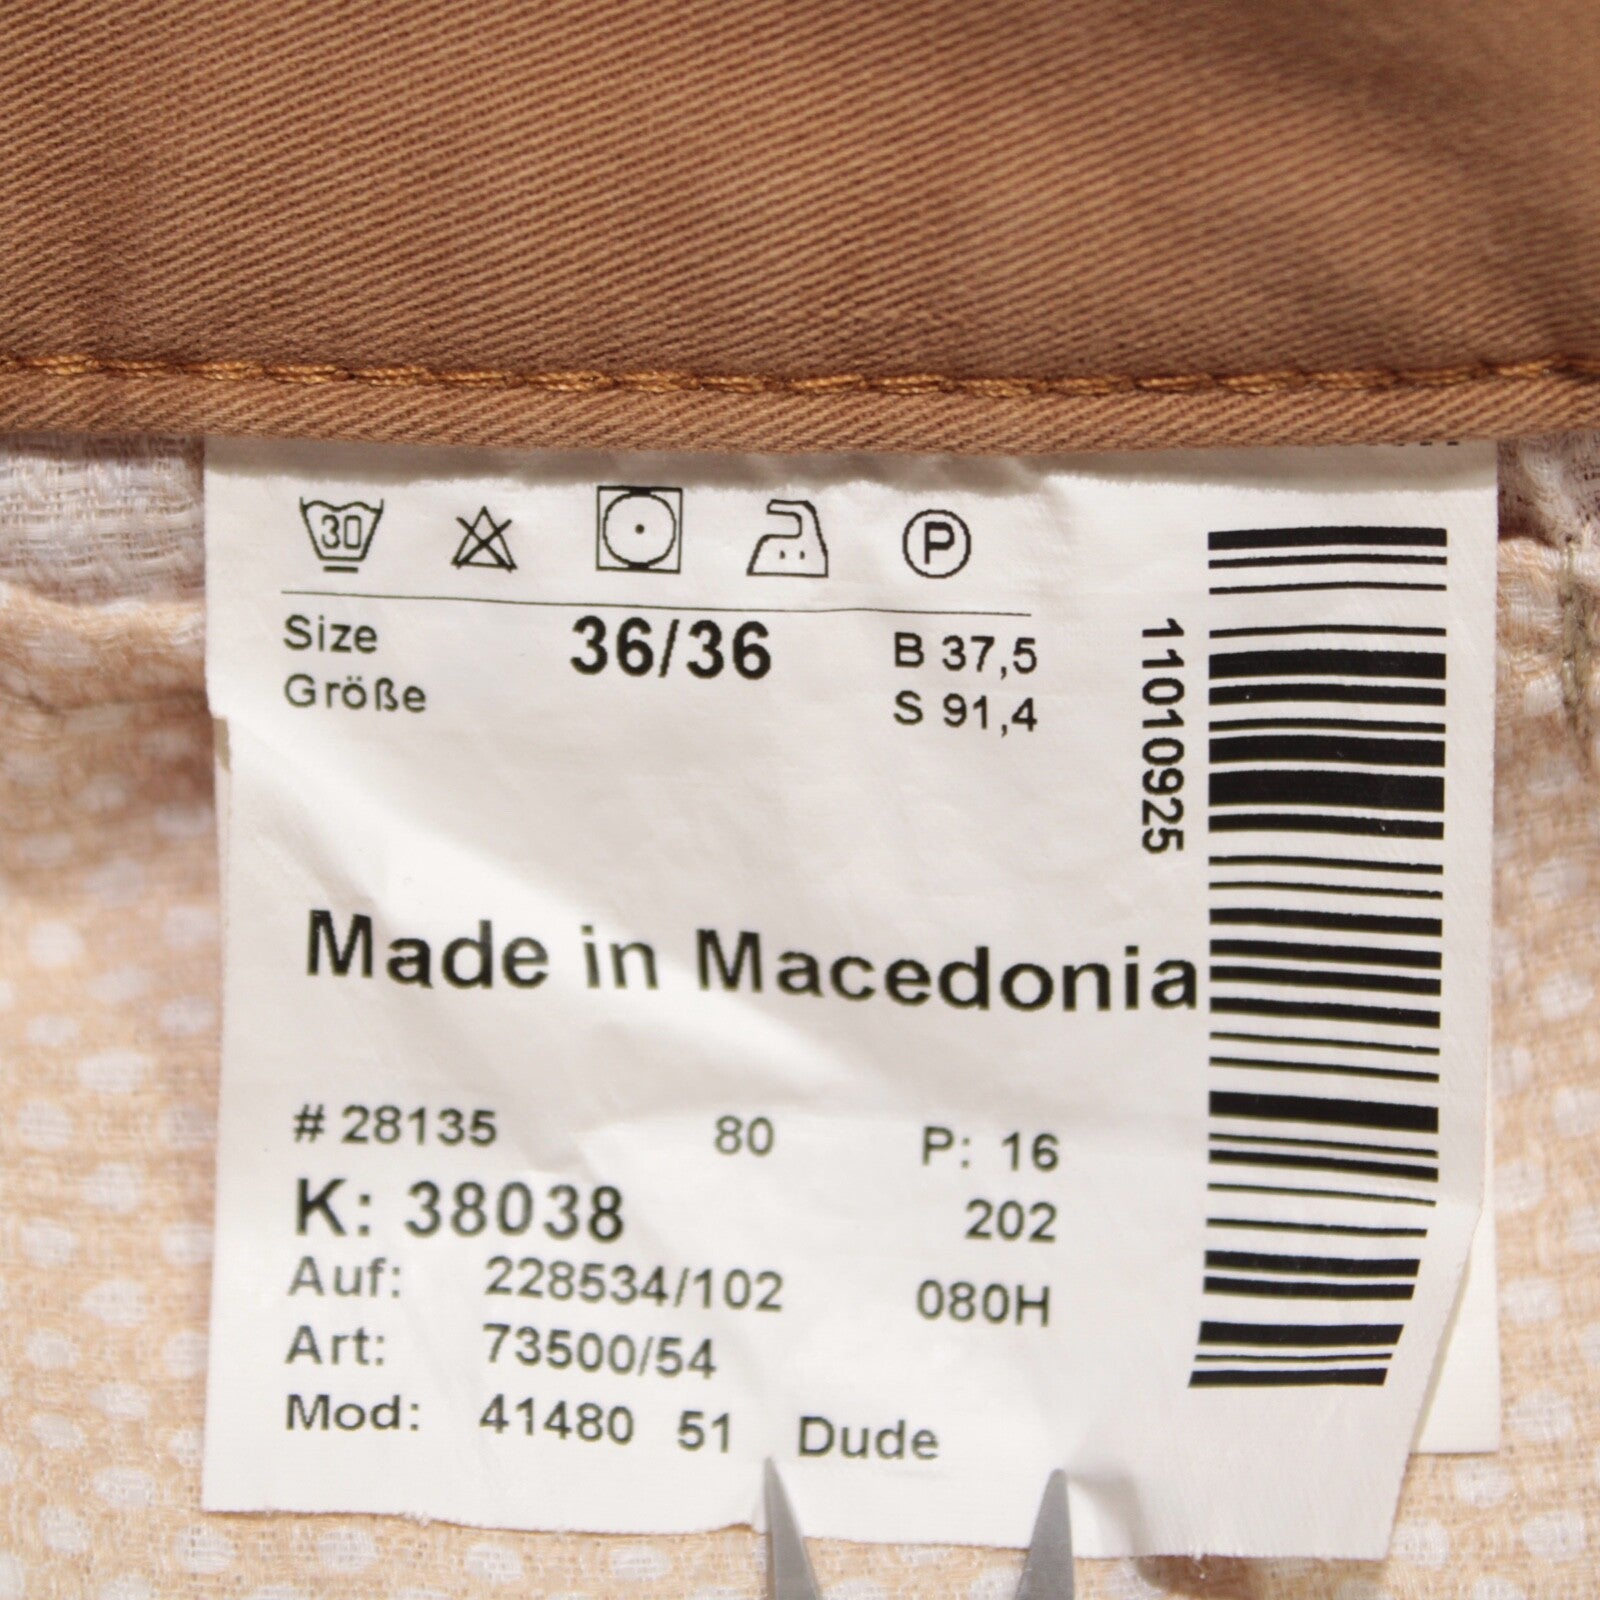 30 P
Size 36/36 B 37,5
Größe S 91,4
11010925
Made in Macedonia
# 28135 80 P: 16
K: 38038 202
Auf: 228534/102 080H
Art: 73500/54
Mod: 41480 51 Dude